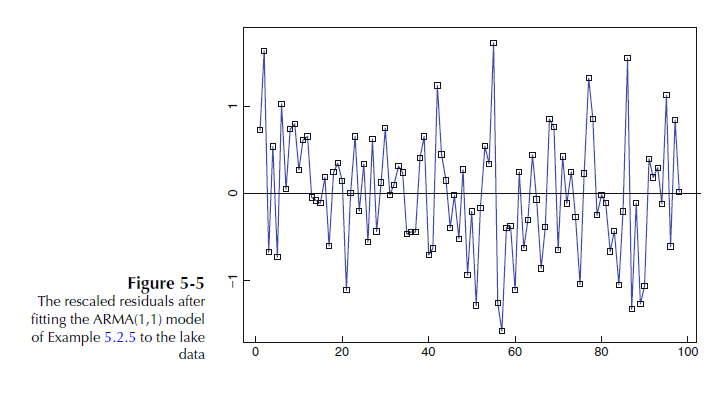 Figure 5-5
The rescaled residuals after
fitting the ARMA(1,1) model
of Example 5.2.5 to the lake
data
1
0
−1
0 20 40 60 80 100